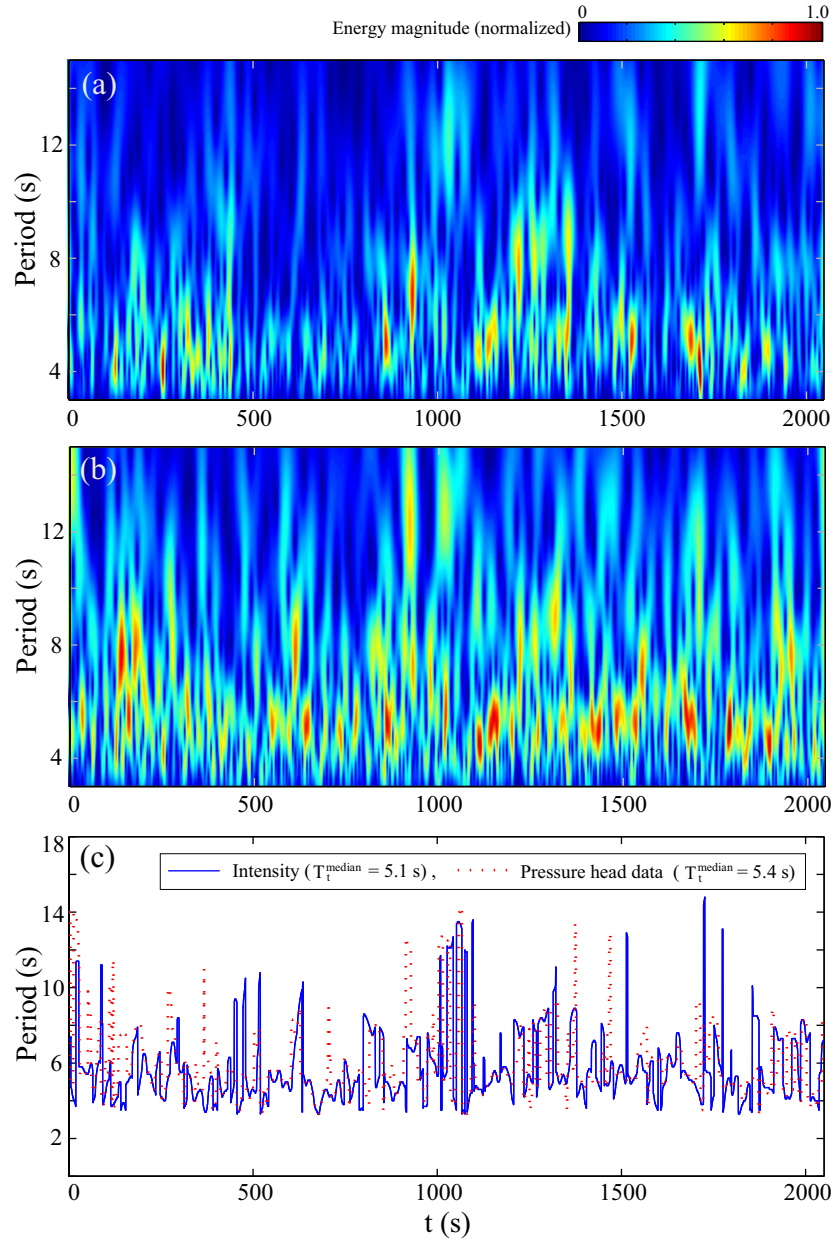 Energy magnitude (normalized) 0 1.0
(a)
Period (s)
12
8
4
0 500 1000 1500 2000
(b)
Period (s)
12
8
4
0 500 1000 1500 2000
(c)
Intensity ( T_t^median = 5.1 s) , Pressure head data ( T_t^median = 5.4 s)
Period (s)
18
14
10
6
2
0 500 1000 1500 2000
t (s)